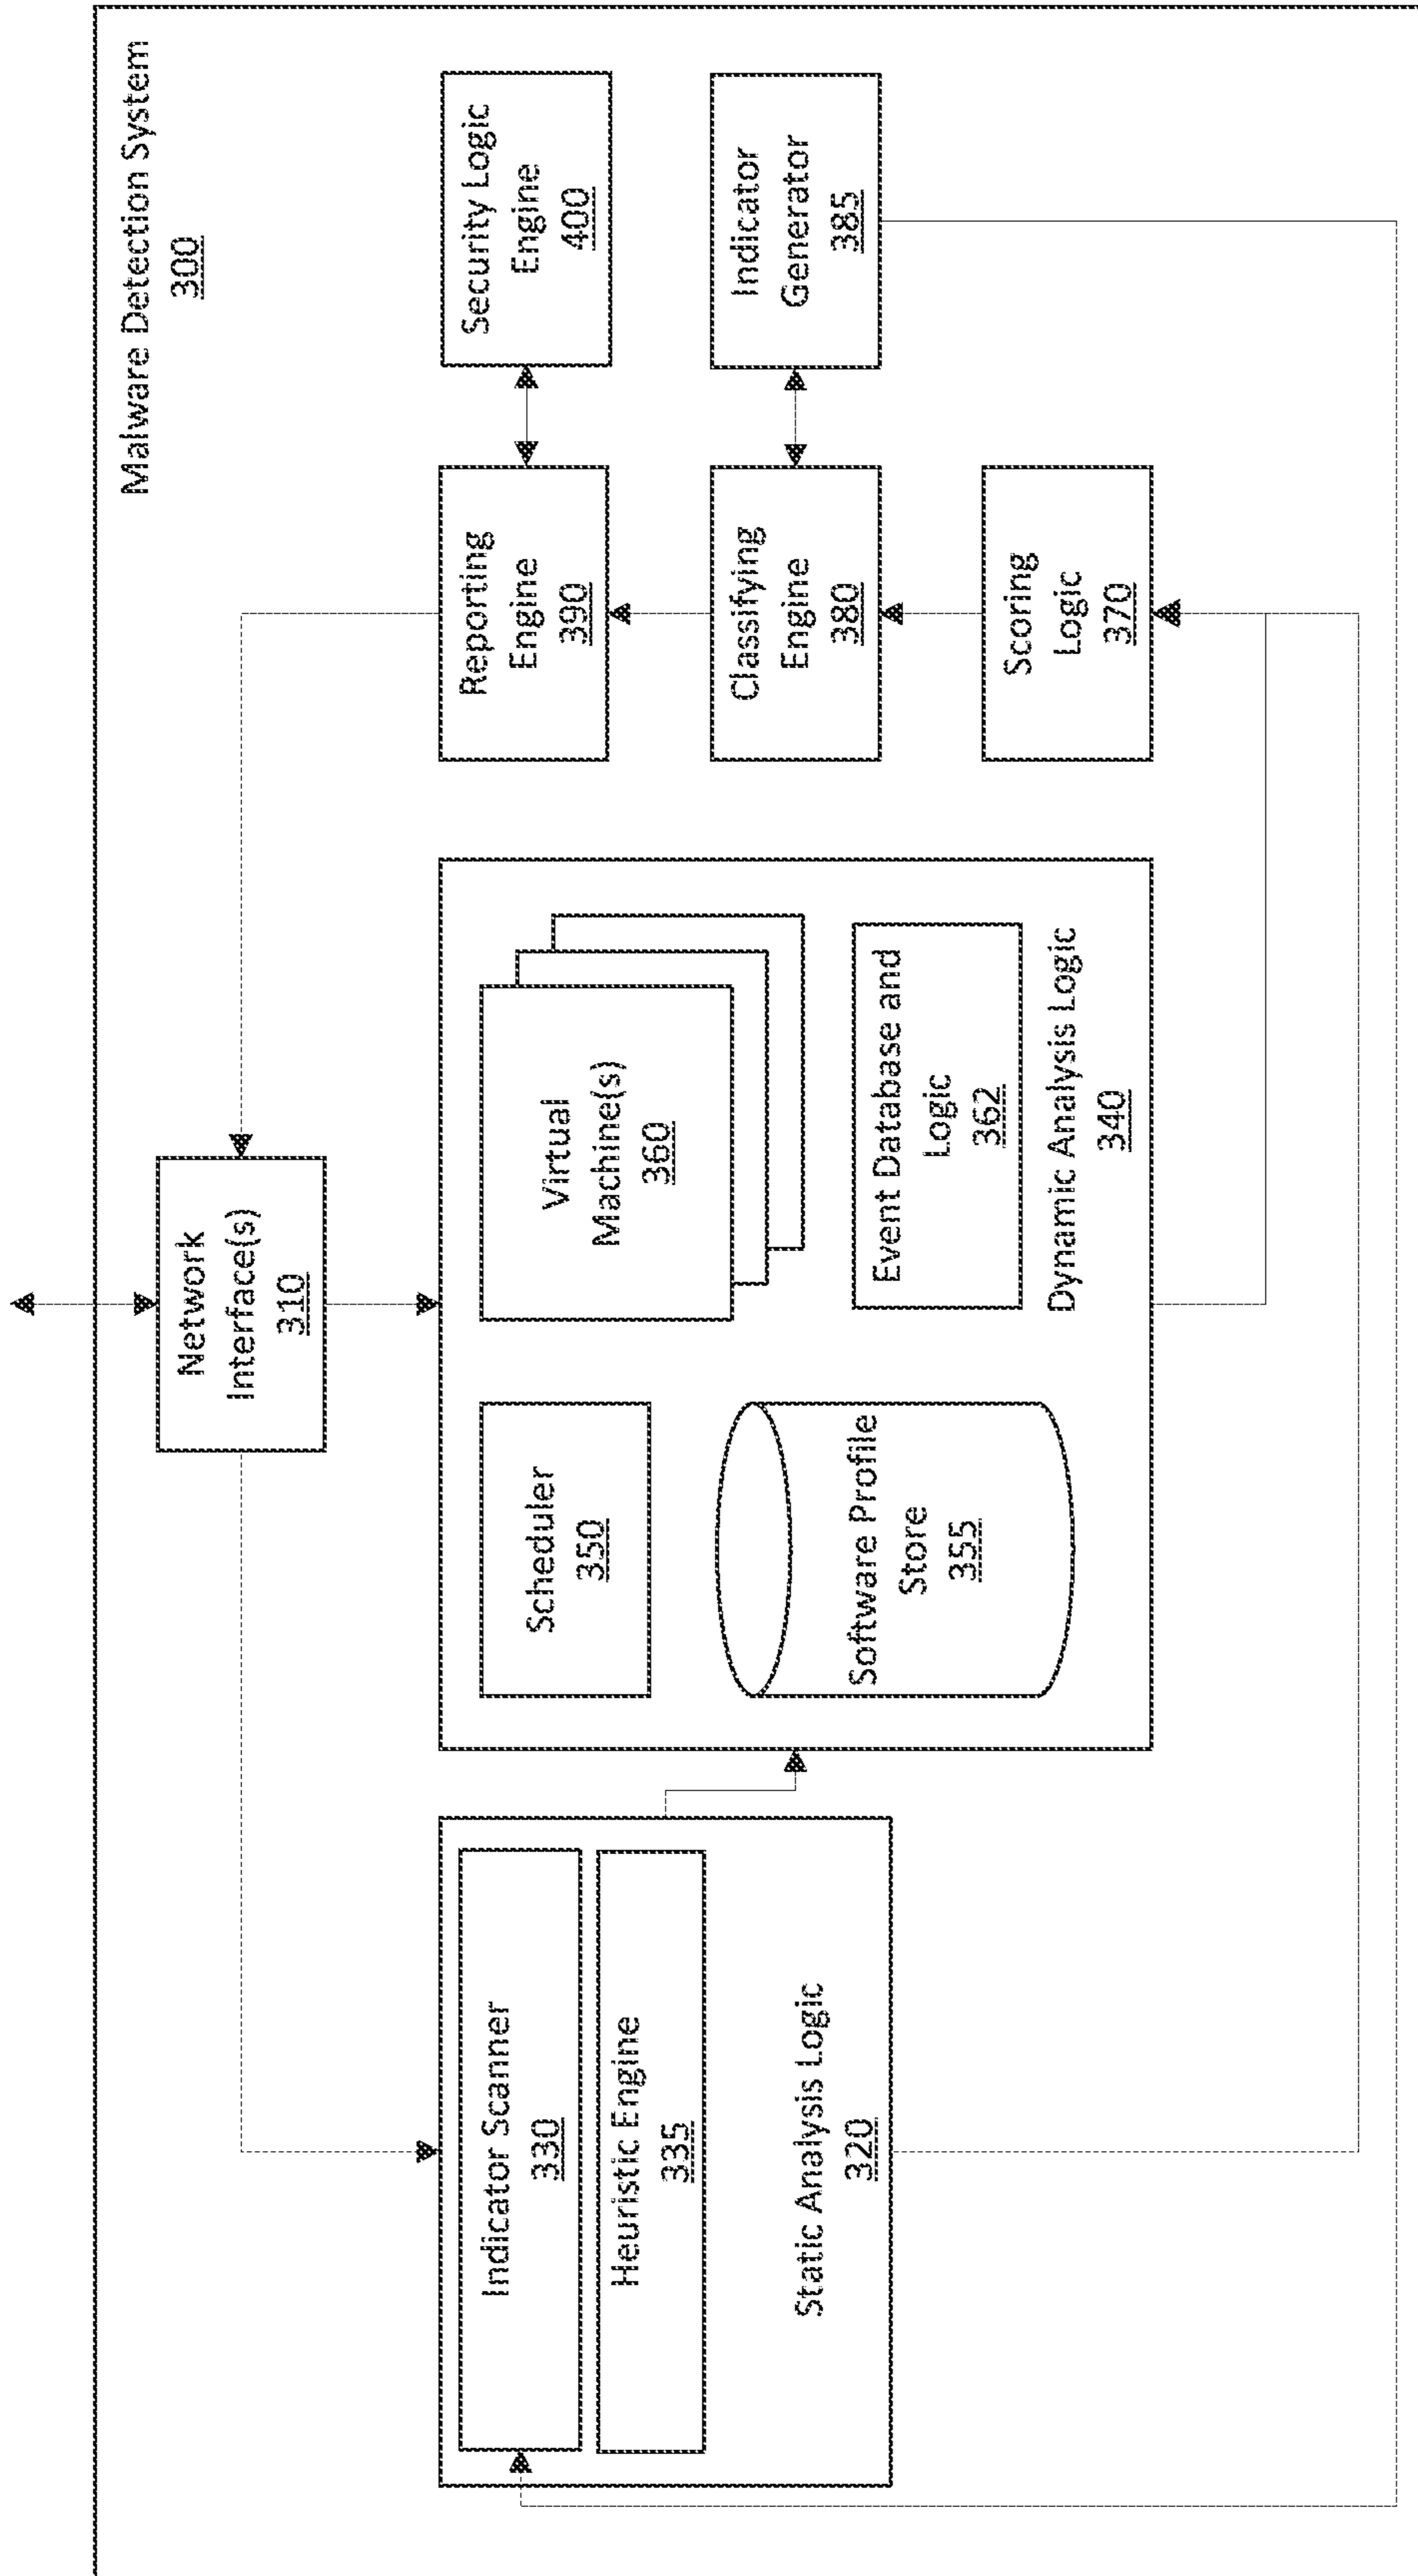 Malware Detection System
300
Network
Interface(s)
310
Indicator Scanner
330
Heuristic Engine
335
Static Analysis Logic
320
Scheduler
350
Software Profile
Store
355
Virtual
Machine(s)
360
Event Database and
Logic
362
Dynamic Analysis Logic
340
Reporting
Engine
390
Security Logic
Engine
400
Classifying
Engine
380
Indicator
Generator
385
Scoring
Logic
370